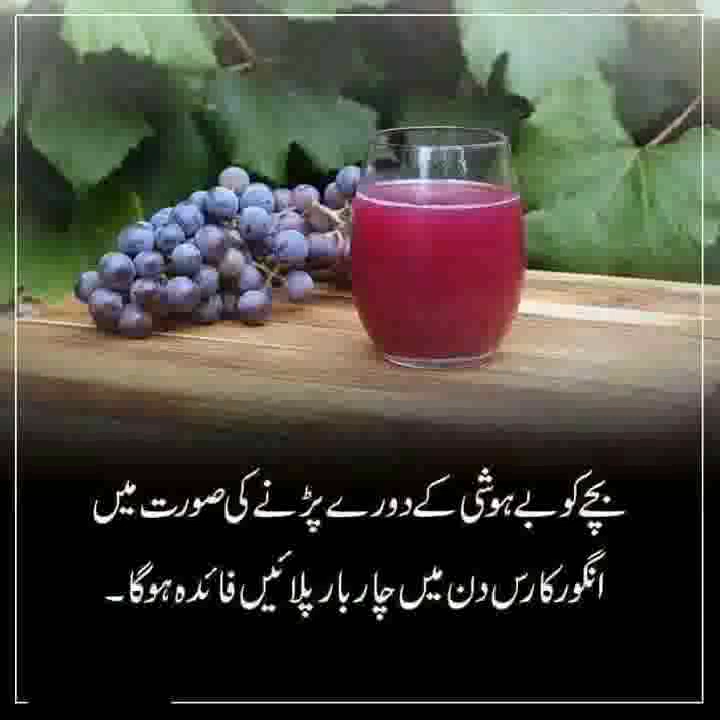 بچے کو بے ہوشی کے دورے پڑنے کی صورت میں
انگور کا رس دن میں چار بار پلائیں فائدہ ہوگا۔